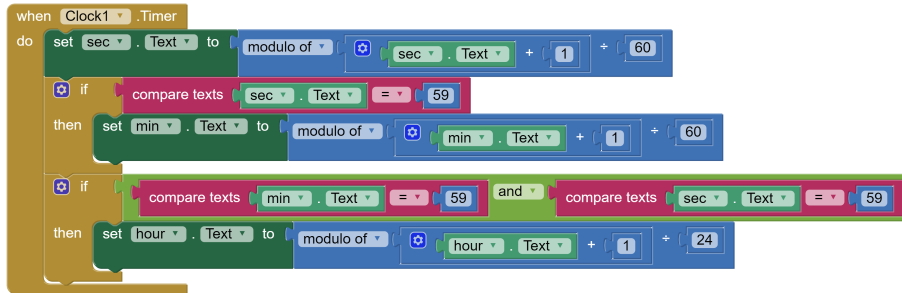 when Clock1 .Timer
do set sec . Text to modulo of sec . Text + 1 ÷ 60
if compare texts sec . Text = 59
then set min . Text to modulo of min . Text + 1 ÷ 60
if compare texts min . Text = 59 and compare texts sec . Text = 59
then set hour . Text to modulo of hour . Text + 1 ÷ 24